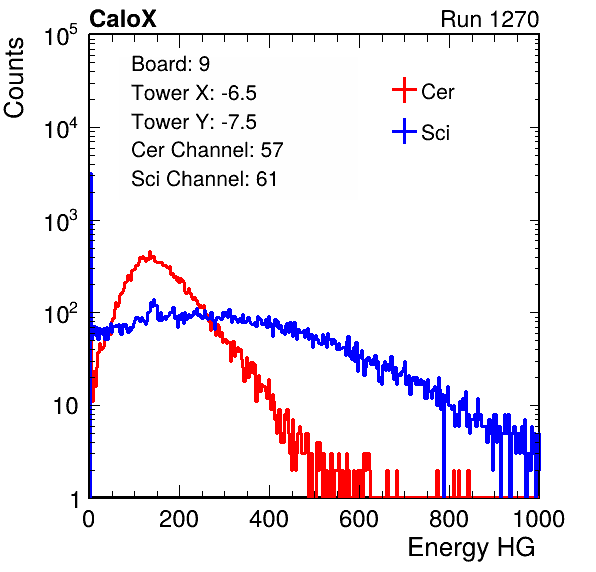 CaloX Run 1270
Counts
10^5
10^4
10^3
10^2
10
1
Board: 9
Tower X: -6.5
Tower Y: -7.5
Cer Channel: 57
Sci Channel: 61
Cer
Sci
0 200 400 600 800 1000
Energy HG